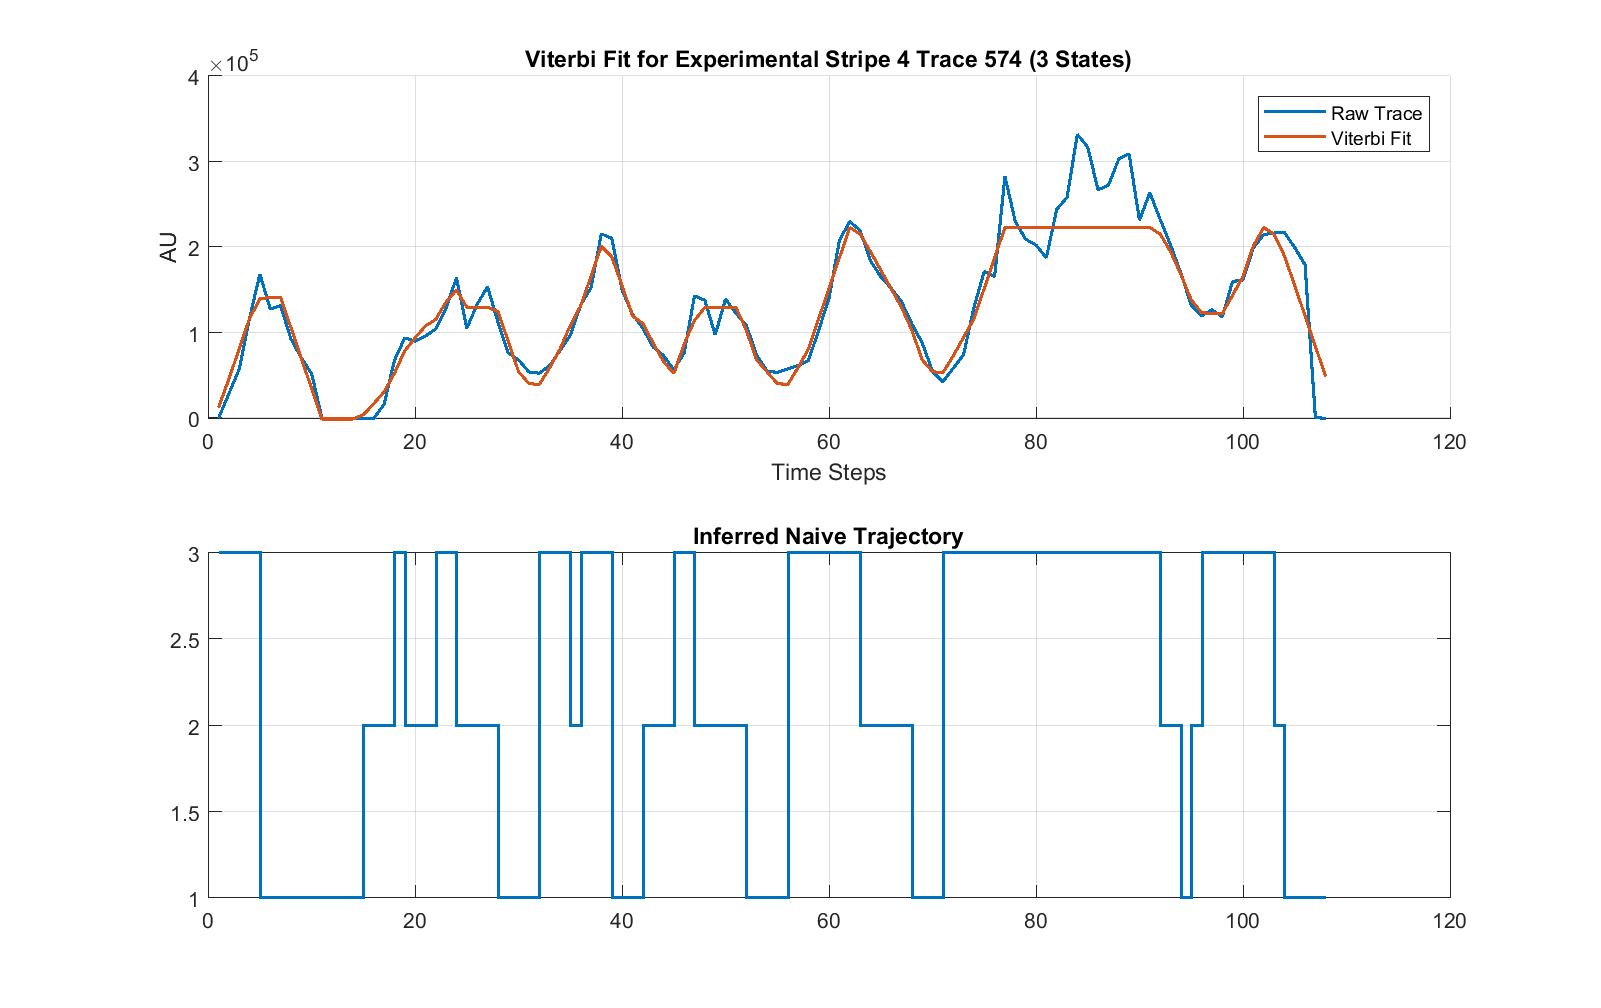 Viterbi Fit for Experimental Stripe 4 Trace 574 (3 States)
×10⁵
4
3
2
1
0
AU
Raw Trace
Viterbi Fit
0 20 40 60 80 100 120
Time Steps
Inferred Naive Trajectory
3
2.5
2
1.5
1
0 20 40 60 80 100 120